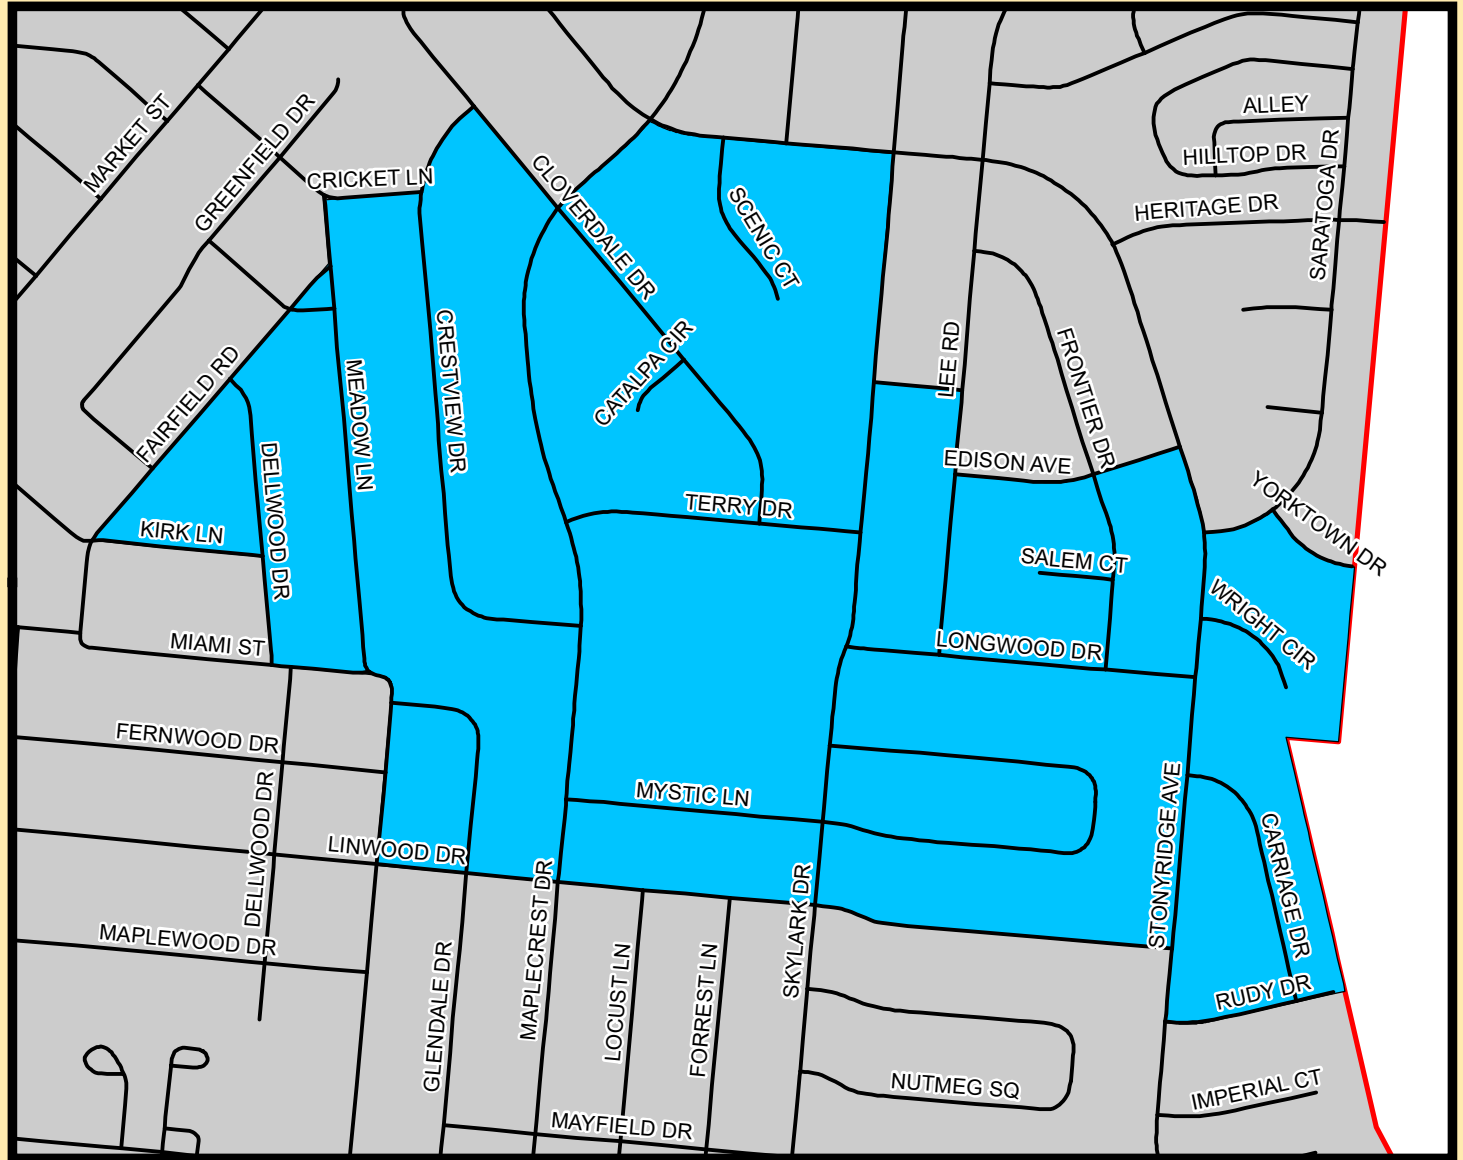 ALLEY
MARKET ST
GREENFIELD DR
HILLTOP DR
CRICKET LN
CLOVERDALE DR
SCENIC CT
HERITAGE DR
SARATOGA DR
CRESTVIEW DR
CATALPA CIR
LEE RD
FRONTIER DR
FAIRFIELD RD
MEADOW LN
DELLWOOD DR
EDISON AVE
YORKTOWN DR
TERRY DR
KIRK LN
SALEM CT
WRIGHT CIR
MIAMI ST
LONGWOOD DR
FERNWOOD DR
DELLWOOD DR
MYSTIC LN
STONYRIDGE AVE
CARRIAGE DR
LINWOOD DR
MAPLECREST DR
SKYLARK DR
MAPLEWOOD DR
GLENDALE DR
LOCUST LN
FORREST LN
RUDY DR
NUTMEG SQ
IMPERIAL CT
MAYFIELD DR